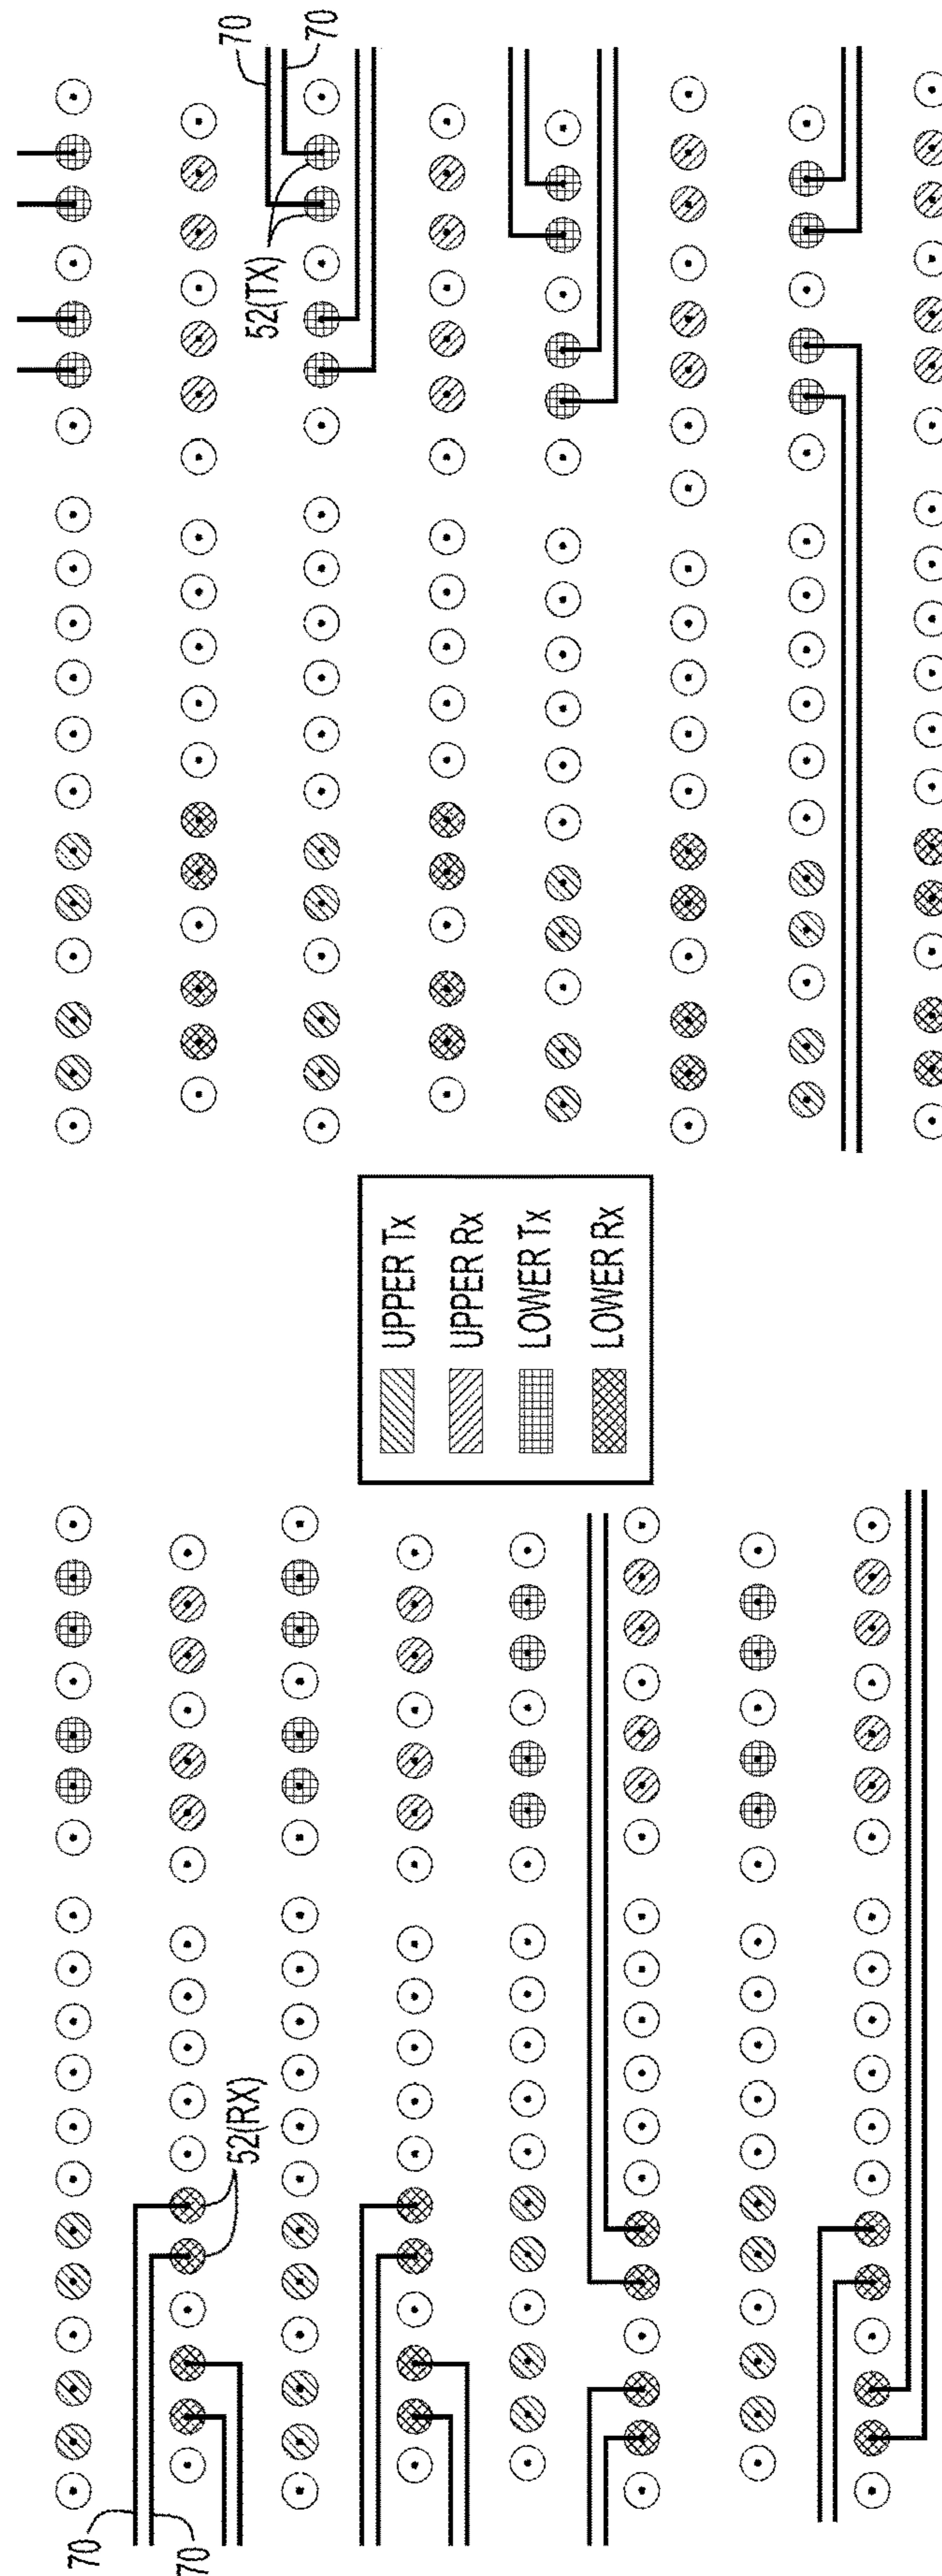 70
70
52(TX)
UPPER Tx
UPPER Rx
LOWER Tx
LOWER Rx
52(RX)
70
70